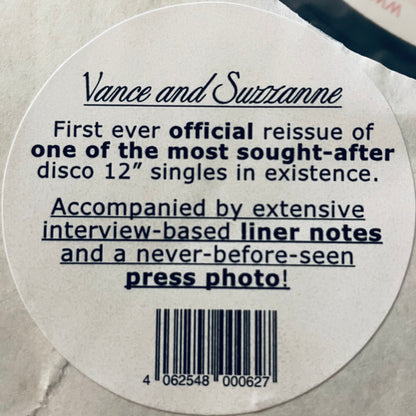 Vance and Suzzanne
First ever official reissue of
one of the most sought-after
disco 12” singles in existence.
Accompanied by extensive
interview-based liner notes
and a never-before-seen
press photo!
4 062548 000627